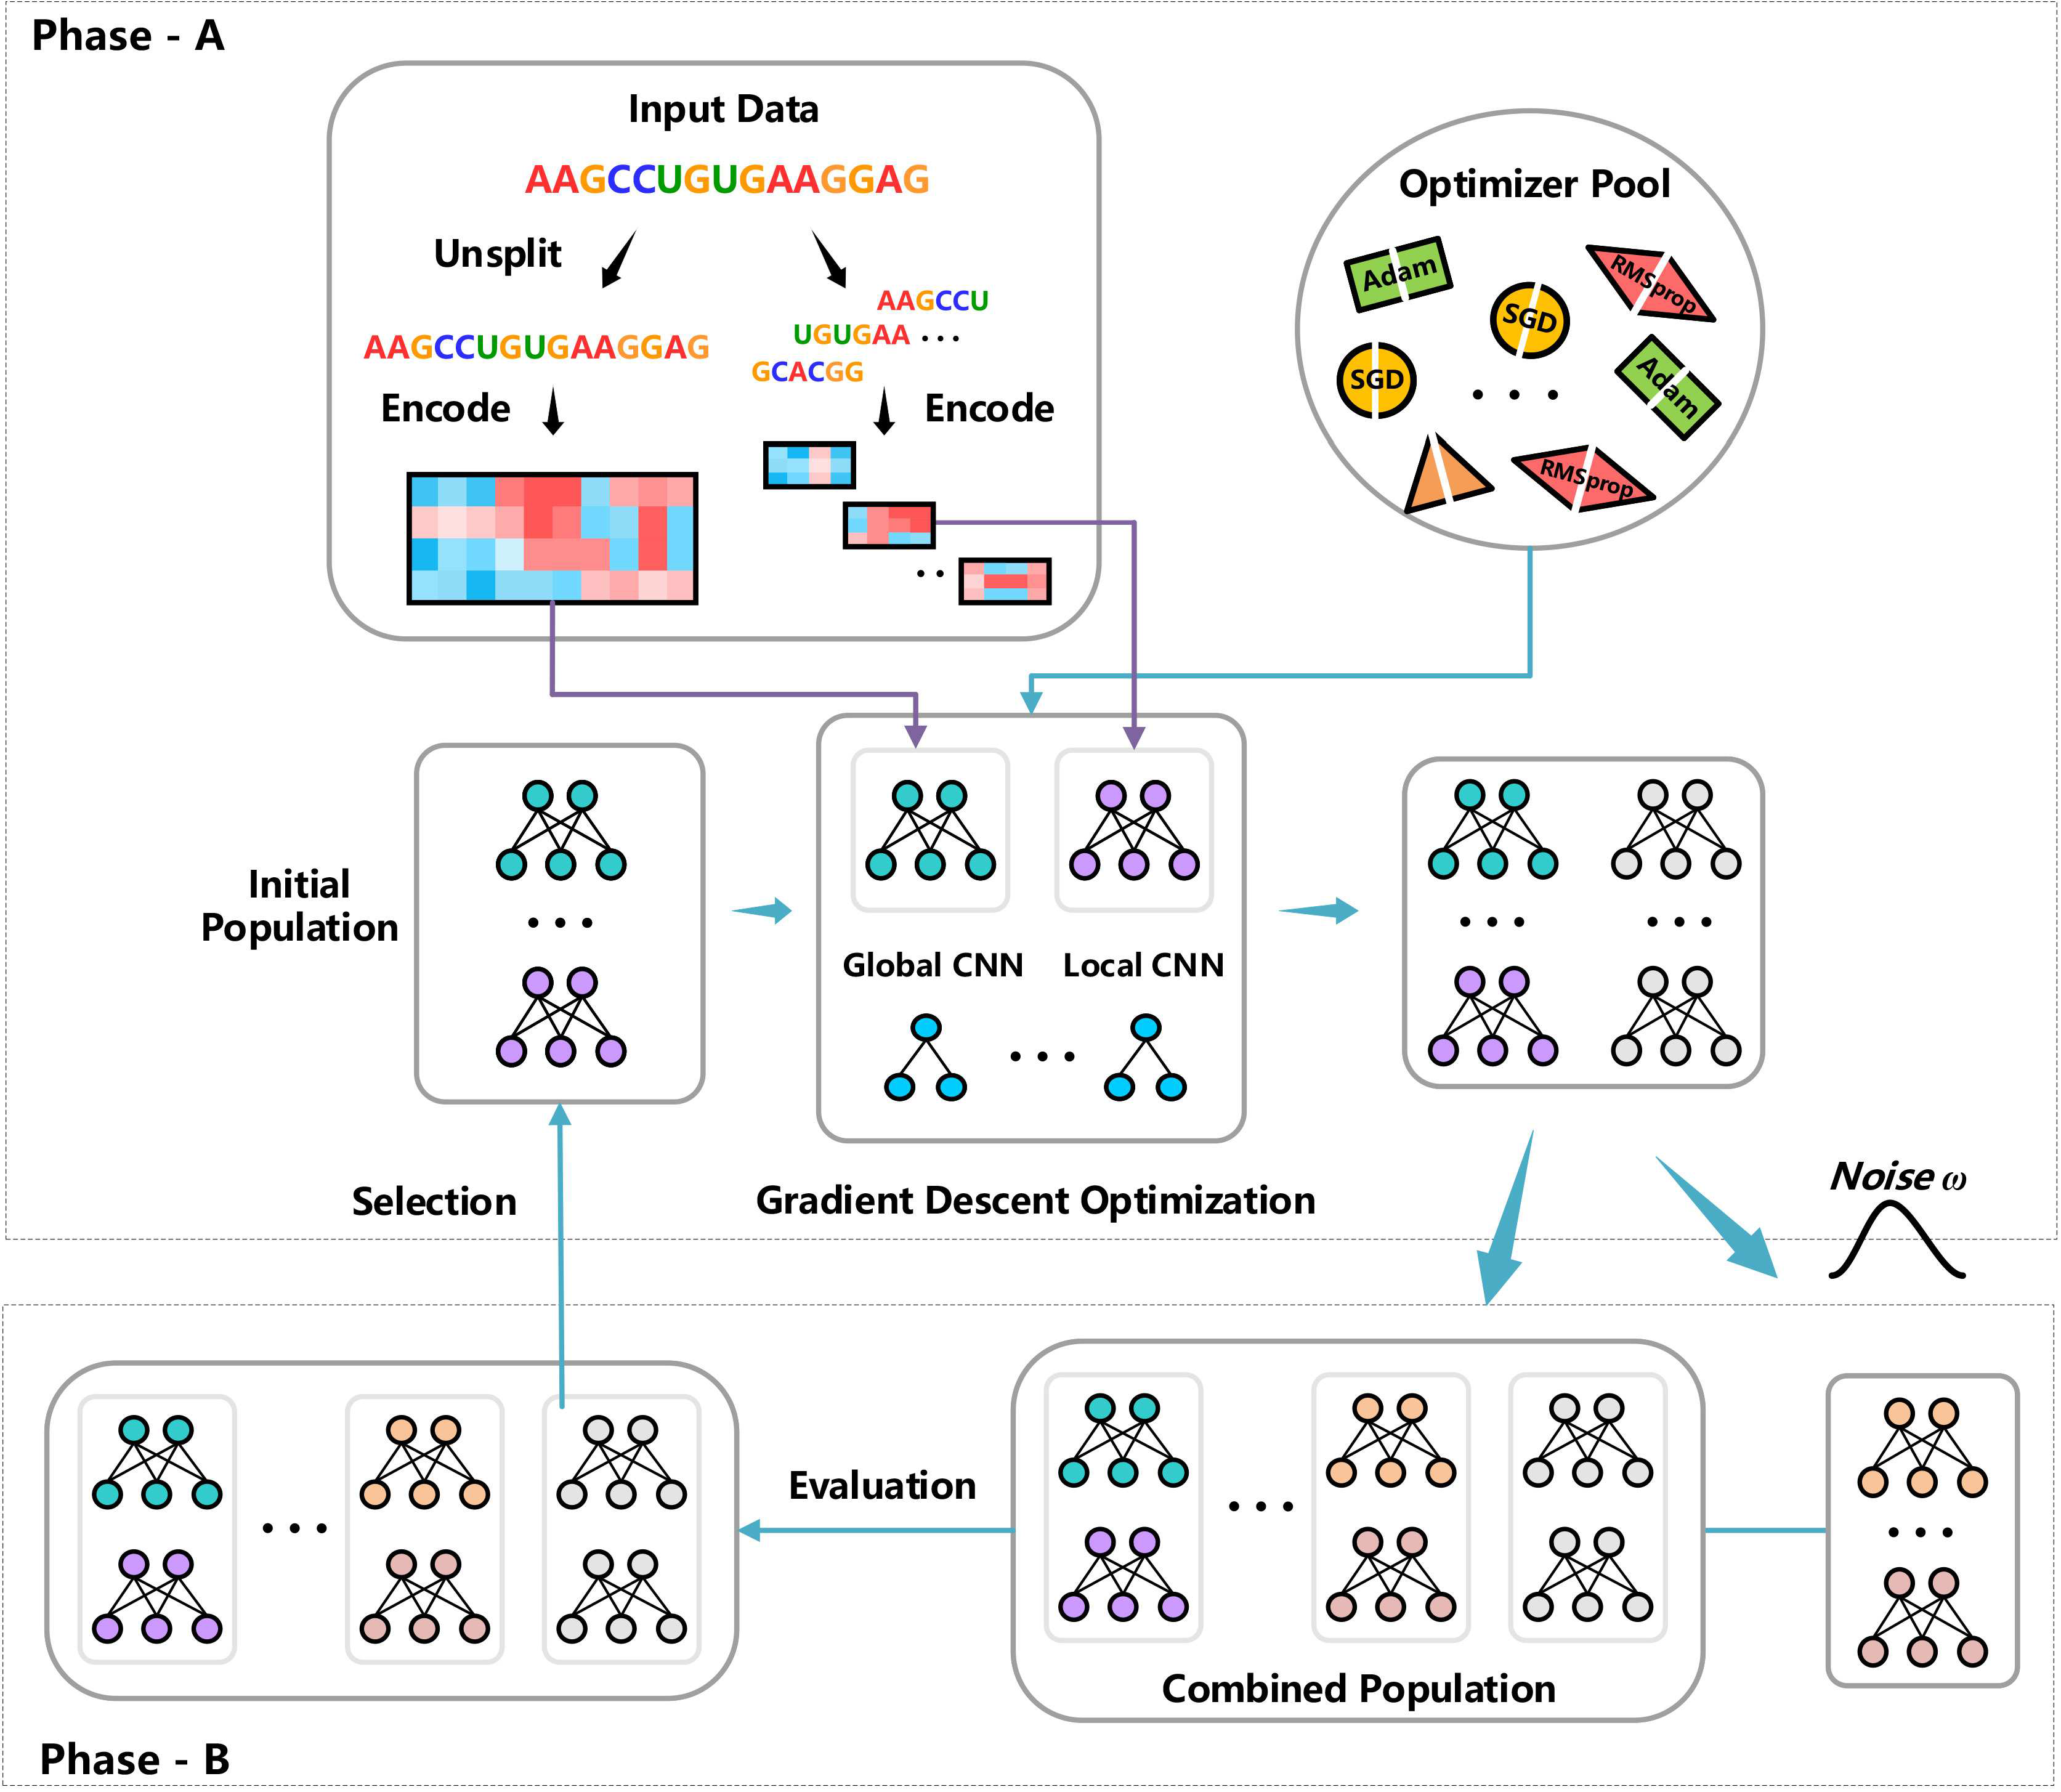 Phase - A
Input Data
AAGCCUGUGAAGGAG
Unsplit
AAGCCU
UGUGAA ...
GCACGG
AAGCCUGUGAAGGAG
Encode
Encode
Optimizer Pool
Adam
SGD
RMSprop
SGD
Adam
RMSprop
Initial
Population
Global CNN
Local CNN
Gradient Descent Optimization
Selection
Noise ω
Evaluation
Combined Population
Phase - B